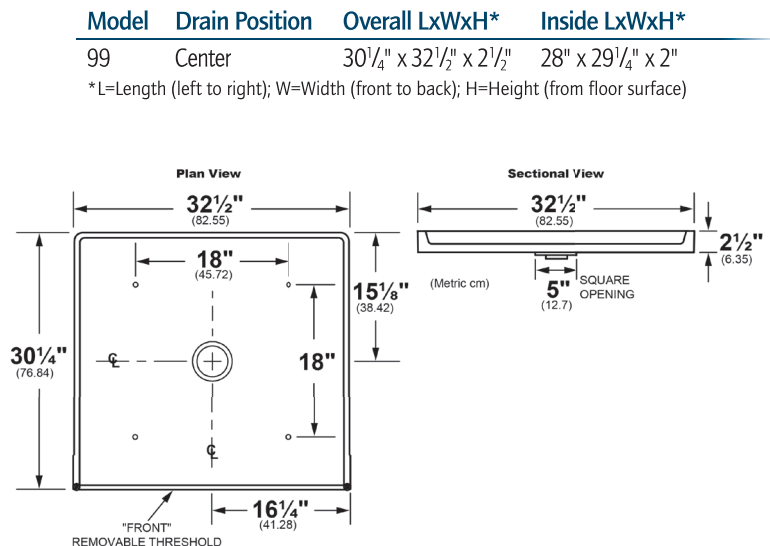 Model Drain Position Overall LxWxH* Inside LxWxH*
99 Center 30¼" x 32½" x 2½" 28" x 29¼" x 2"
*L=Length (left to right); W=Width (front to back); H=Height (from floor surface)
Plan View
Sectional View
32½"
(82.55)
32½"
(82.55)
18"
(45.72)
2½"
(6.35)
15⅛"
(38.42)
(Metric cm)
5"
(12.7)
SQUARE
OPENING
30¼"
(76.84)
℄
18"
℄
16¼"
(41.28)
"FRONT"
REMOVABLE THRESHOLD